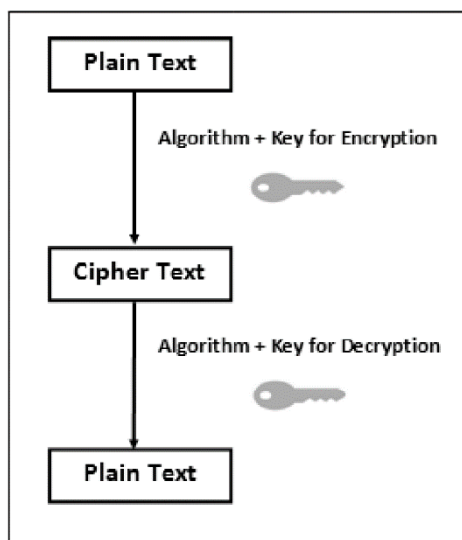 Plain Text
Algorithm + Key for Encryption
Cipher Text
Algorithm + Key for Decryption
Plain Text